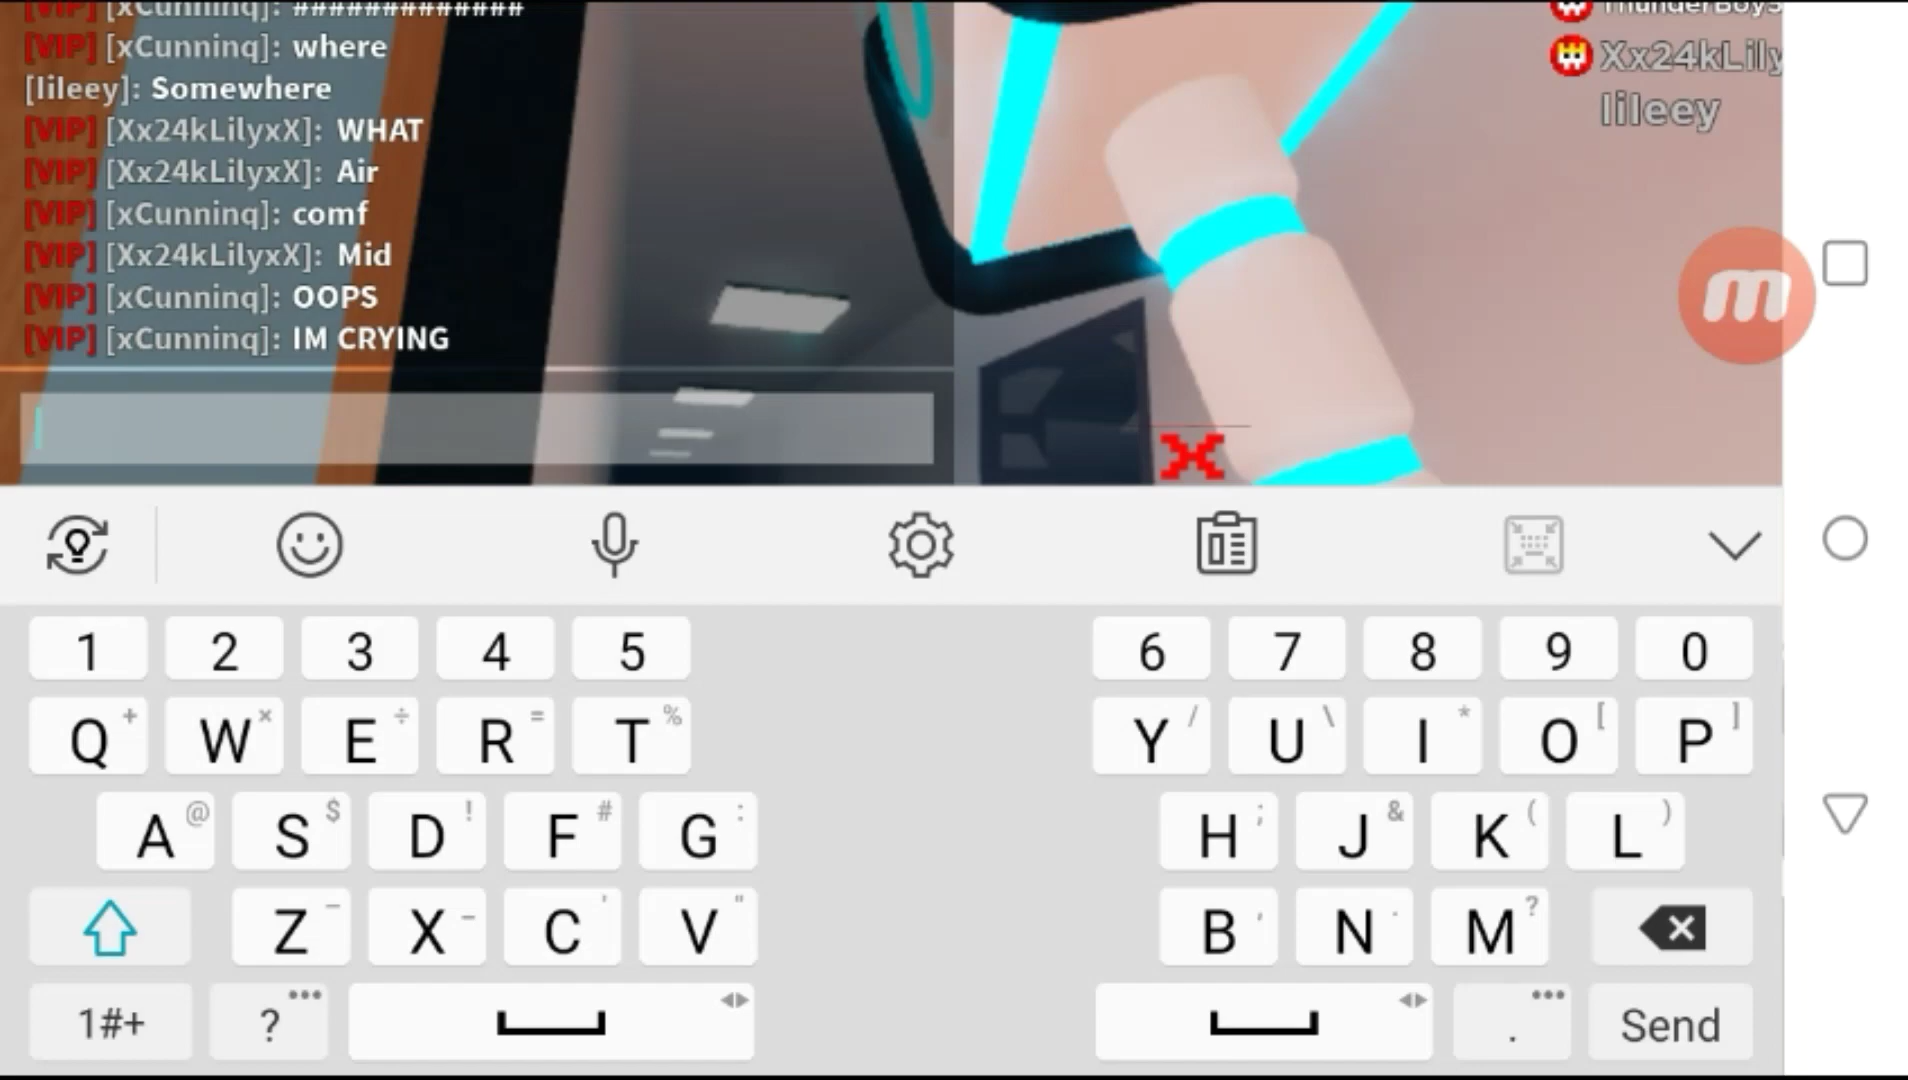 [VIP] [xCunninq]: #############
[VIP] [xCunninq]: where
[lileey]: Somewhere
[VIP] [Xx24kLilyxX]: WHAT
[VIP] [Xx24kLilyxX]: Air
[VIP] [xCunninq]: comf
[VIP] [Xx24kLilyxX]: Mid
[VIP] [xCunninq]: OOPS
[VIP] [xCunninq]: IM CRYING
Xx24kLily
lileey
m
1 2 3 4 5 6 7 8 9 0
Q + W × E ÷ R = T % Y / U \ I * O [ P ]
A @ S $ D ! F # G : H ; J & K ( L )
Z _ X - C ' V " B , N . M ?
1#+ ? . Send